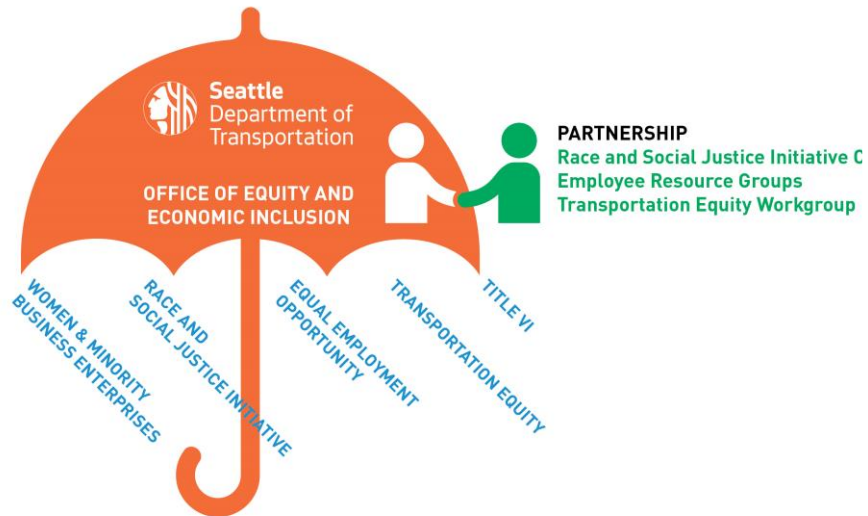 Seattle
Department of
Transportation
OFFICE OF EQUITY AND
ECONOMIC INCLUSION
PARTNERSHIP
Race and Social Justice Initiative
Employee Resource Groups
Transportation Equity Workgroup
WOMEN & MINORITY
BUSINESS ENTERPRISES
RACE AND
SOCIAL JUSTICE INITIATIVE
EQUAL EMPLOYMENT
OPPORTUNITY
TRANSPORTATION EQUITY
TITLE VI